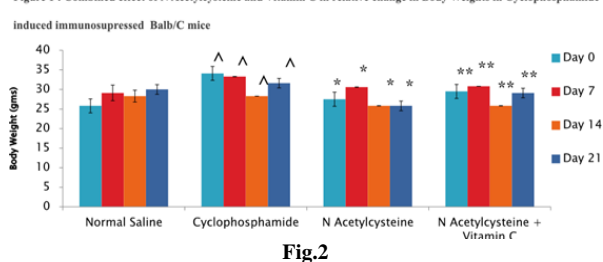 induced immunosupressed Balb/C mice
40
35
30
25
20
15
10
5
0
Body Weight (gms)
^ ^ ^ ^
* * * *
** ** ** **
Day 0
Day 7
Day 14
Day 21
Normal Saline
Cyclophosphamide
N Acetylcysteine
N Acetylcysteine +
Vitamin C
Fig.2